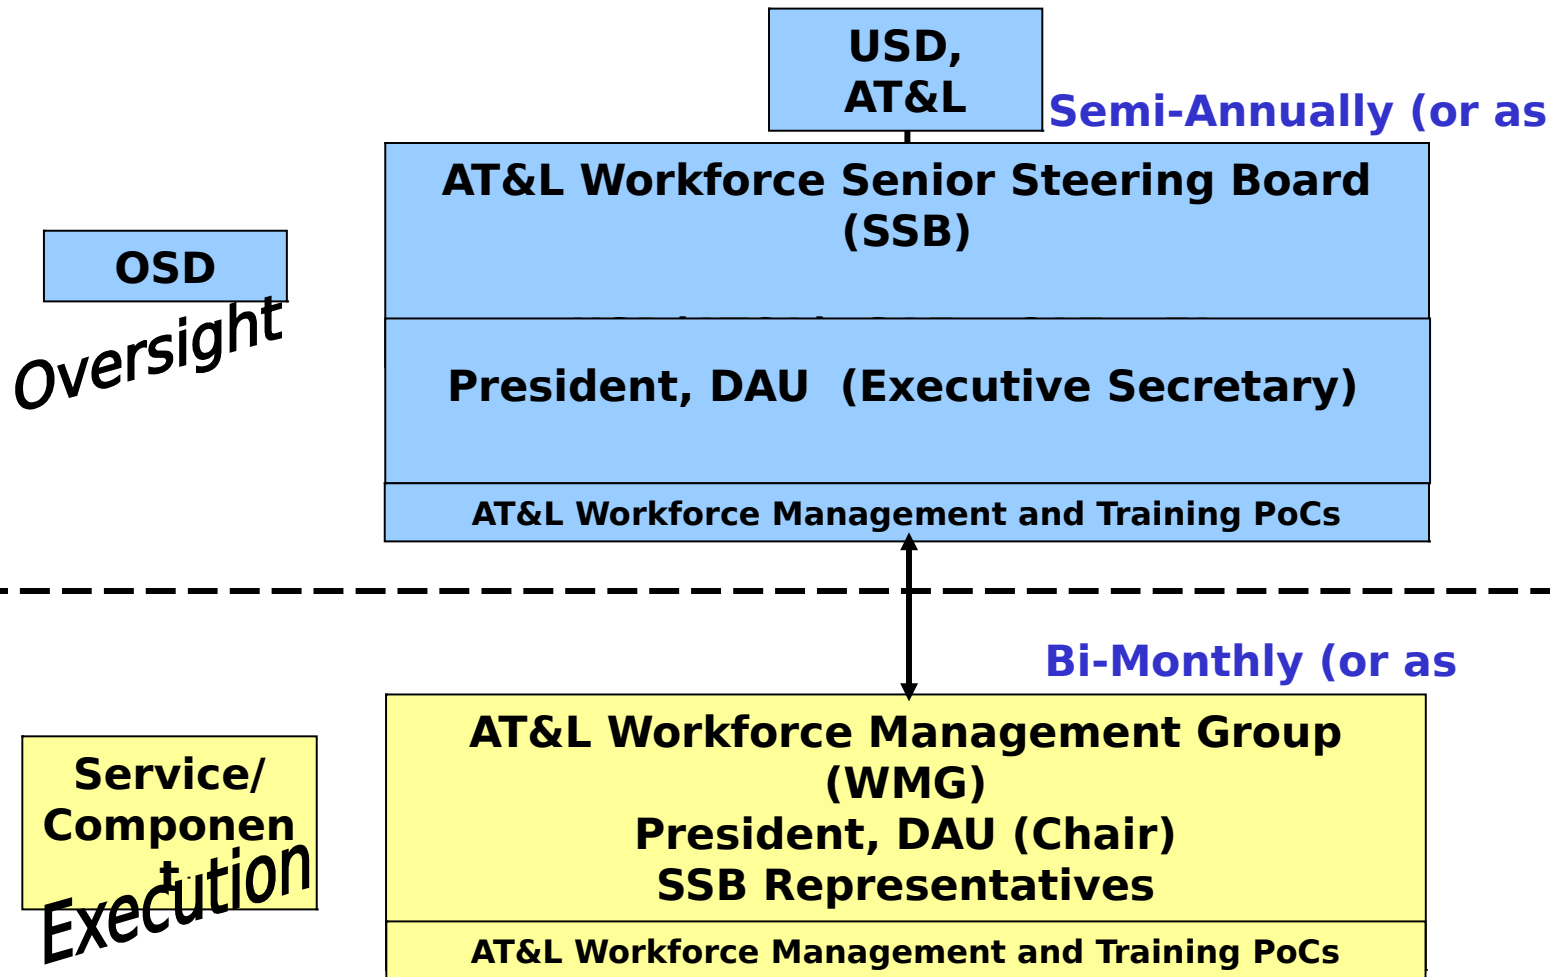 USD,
AT&L
Semi-Annually (or as
AT&L Workforce Senior Steering Board
(SSB)
OSD
Oversight
President, DAU (Executive Secretary)
AT&L Workforce Management and Training PoCs
Bi-Monthly (or as
AT&L Workforce Management Group
(WMG)
President, DAU (Chair)
SSB Representatives
Service/
Componen
t
Execution
AT&L Workforce Management and Training PoCs